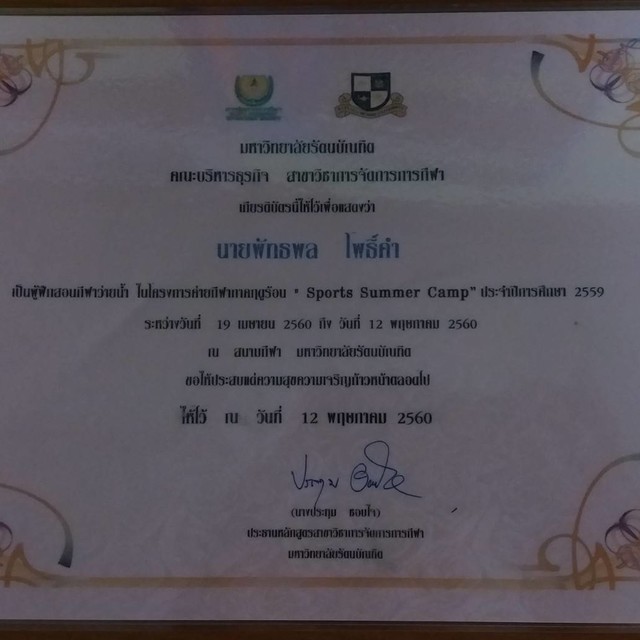 มหาวิทยาลัยรัตนบัณฑิต
คณะบริหารธุรกิจ สาขาวิชาการจัดการการกีฬา
เกียรติบัตรนี้ให้ไว้เพื่อแสดงว่า
นายพัทธพล โพธิ์คำ
เป็นผู้ฝึกสอนกีฬาว่ายน้ำ ในโครงการค่ายกีฬาภาคฤดูร้อน " Sports Summer Camp" ประจำปีการศึกษา 2559
ระหว่างวันที่ 19 เมษายน 2560 ถึง วันที่ 12 พฤษภาคม 2560
ณ สนามกีฬา มหาวิทยาลัยรัตนบัณฑิต
ขอให้ประสบแต่ความสุขความเจริญก้าวหน้าตลอดไป
ให้ไว้ ณ วันที่ 12 พฤษภาคม 2560
(นายประทุม ชอบใจ)
ประธานหลักสูตรสาขาวิชาการจัดการการกีฬา
มหาวิทยาลัยรัตนบัณฑิต